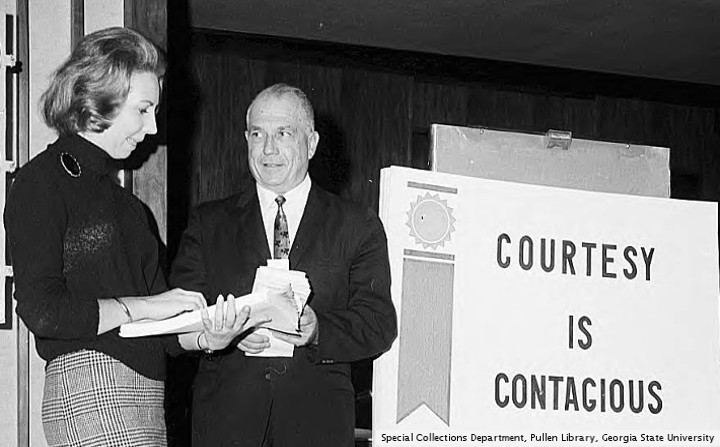 COURTESY
IS
CONTAGIOUS
Special Collections Department, Pullen Library, Georgia State University